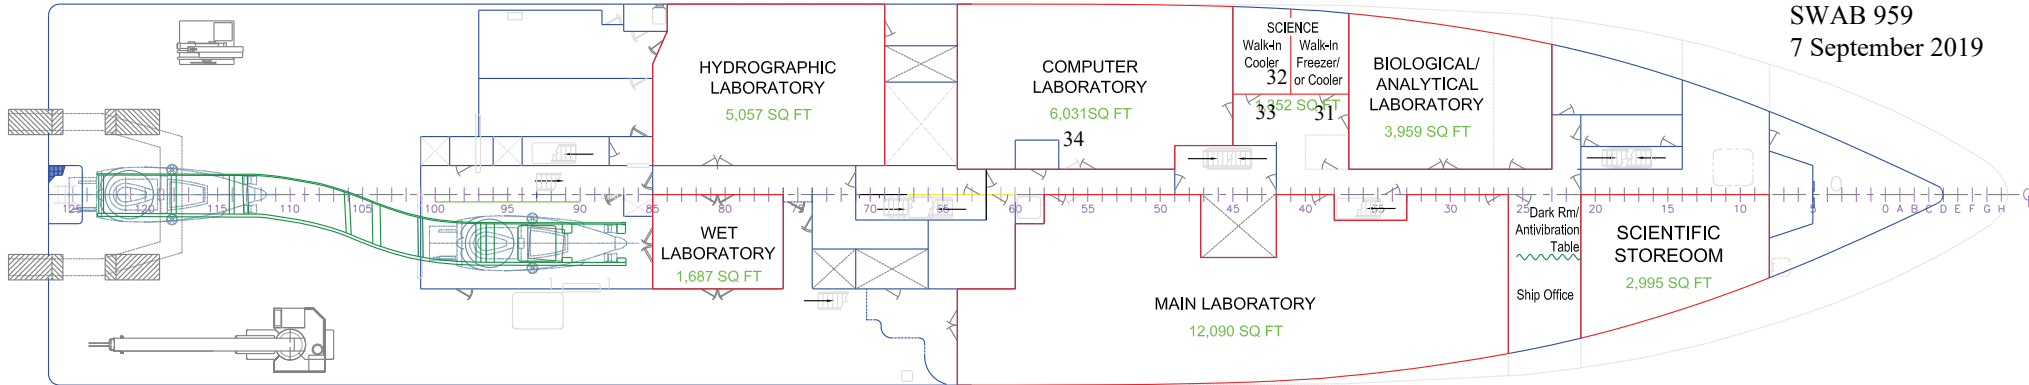 SWAB 959
7 September 2019
HYDROGRAPHIC
LABORATORY
5,057 SQ FT
COMPUTER
LABORATORY
6,031SQ FT
34
SCIENCE
Walk-In
Cooler
32
Walk-In
Freezer/
or Cooler
1,352 SQ FT
33
31
BIOLOGICAL/
ANALYTICAL
LABORATORY
3,959 SQ FT
125 120 115 110 105 100 95 90 85 80 75 70 65 60 55 50 45 40 35 30 25 20 15 10 5 0 A B C D E F G H
WET
LABORATORY
1,687 SQ FT
MAIN LABORATORY
12,090 SQ FT
Dark Rm/
Antivibration
Table
Ship Office
SCIENTIFIC
STOREOOM
2,995 SQ FT